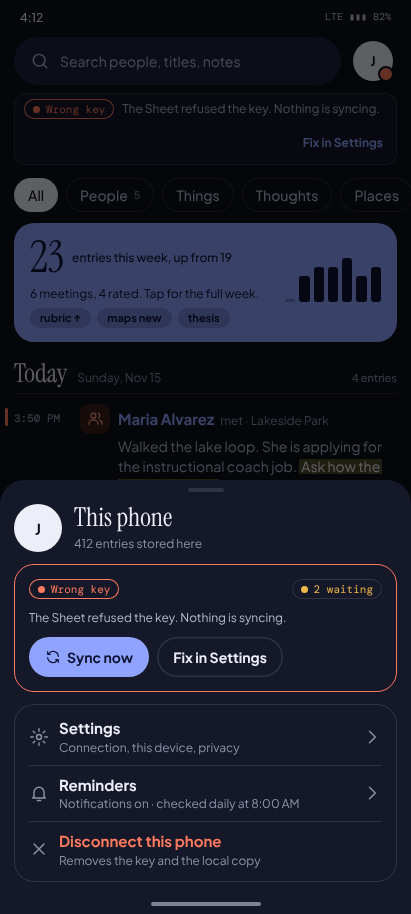 4:12
LTE 82%
Search people, titles, notes
J
Wrong key The Sheet refused the key. Nothing is syncing.
Fix in Settings
All People 5 Things Thoughts Places
23 entries this week, up from 19
6 meetings, 4 rated. Tap for the full week.
rubric ↑ maps new thesis
Today Sunday, Nov 15 4 entries
3:50 PM Maria Alvarez met · Lakeside Park
Walked the lake loop. She is applying for
the instructional coach job. Ask how the
J
This phone
412 entries stored here
Wrong key 2 waiting
The Sheet refused the key. Nothing is syncing.
Sync now Fix in Settings
Settings
Connection, this device, privacy
Reminders
Notifications on · checked daily at 8:00 AM
Disconnect this phone
Removes the key and the local copy